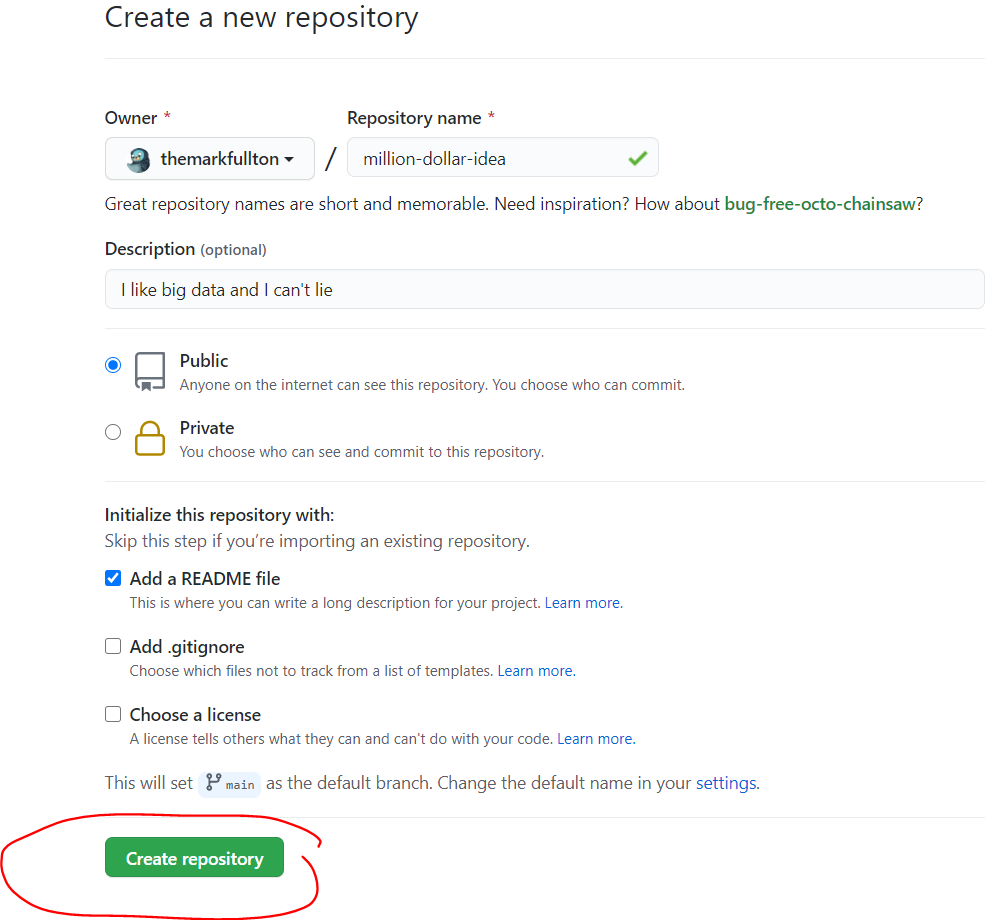 Create a new repository
Owner * Repository name *
themarkfullton / million-dollar-idea
Great repository names are short and memorable. Need inspiration? How about bug-free-octo-chainsaw?
Description (optional)
I like big data and I can't lie
Public
Anyone on the internet can see this repository. You choose who can commit.
Private
You choose who can see and commit to this repository.
Initialize this repository with:
Skip this step if you’re importing an existing repository.
Add a README file
This is where you can write a long description for your project. Learn more.
Add .gitignore
Choose which files not to track from a list of templates. Learn more.
Choose a license
A license tells others what they can and can't do with your code. Learn more.
This will set main as the default branch. Change the default name in your settings.
Create repository